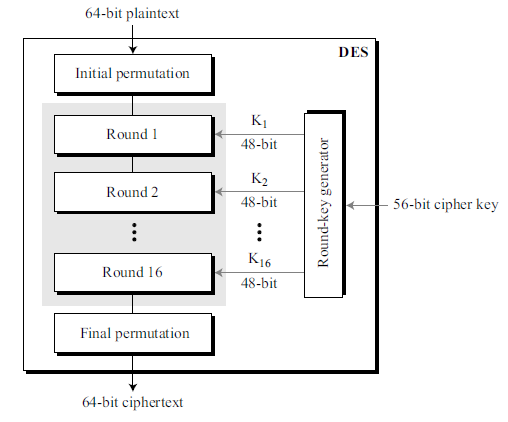 64-bit plaintext
DES
Initial permutation
Round 1
K1
48-bit
Round 2
K2
48-bit
Round-key generator
56-bit cipher key
Round 16
K16
48-bit
Final permutation
64-bit ciphertext